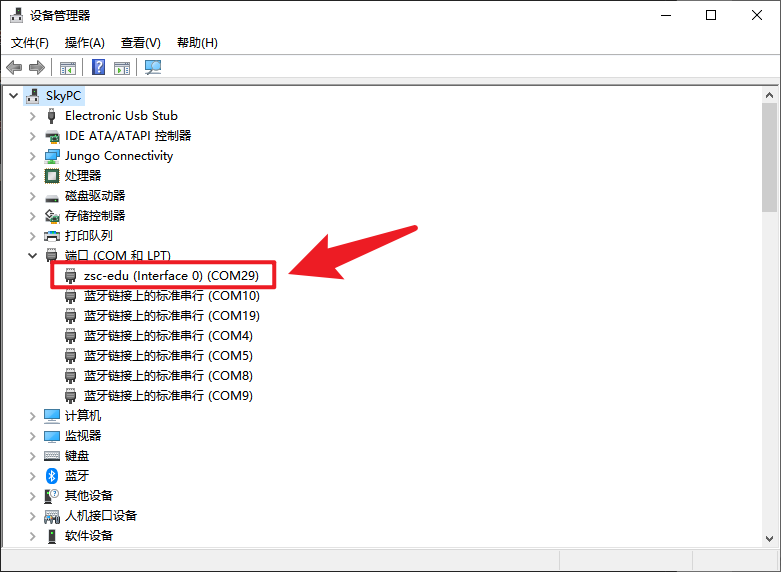 设备管理器
文件(F) 操作(A) 查看(V) 帮助(H)
SkyPC
Electronic Usb Stub
IDE ATA/ATAPI 控制器
Jungo Connectivity
处理器
磁盘驱动器
存储控制器
打印队列
端口 (COM 和 LPT)
zsc-edu (Interface 0) (COM29)
蓝牙链接上的标准串行 (COM10)
蓝牙链接上的标准串行 (COM19)
蓝牙链接上的标准串行 (COM4)
蓝牙链接上的标准串行 (COM5)
蓝牙链接上的标准串行 (COM8)
蓝牙链接上的标准串行 (COM9)
计算机
监视器
键盘
蓝牙
其他设备
人机接口设备
软件设备